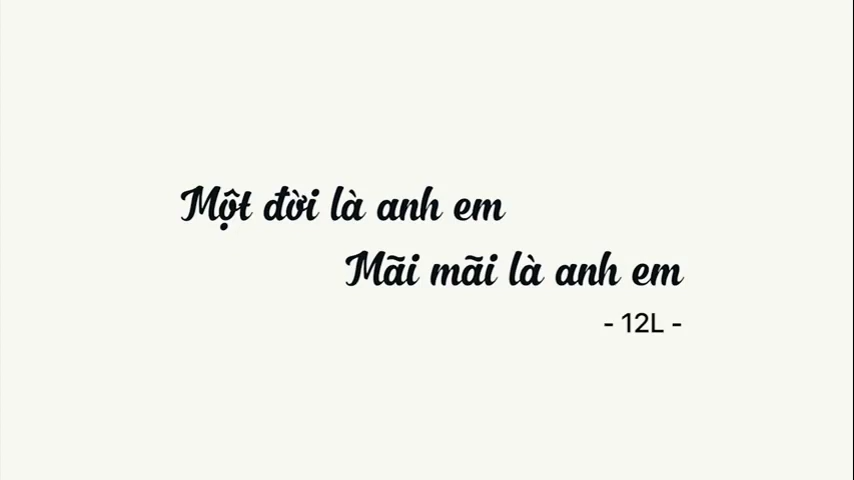 Một đời là anh em
Mãi mãi là anh em
- 12L -